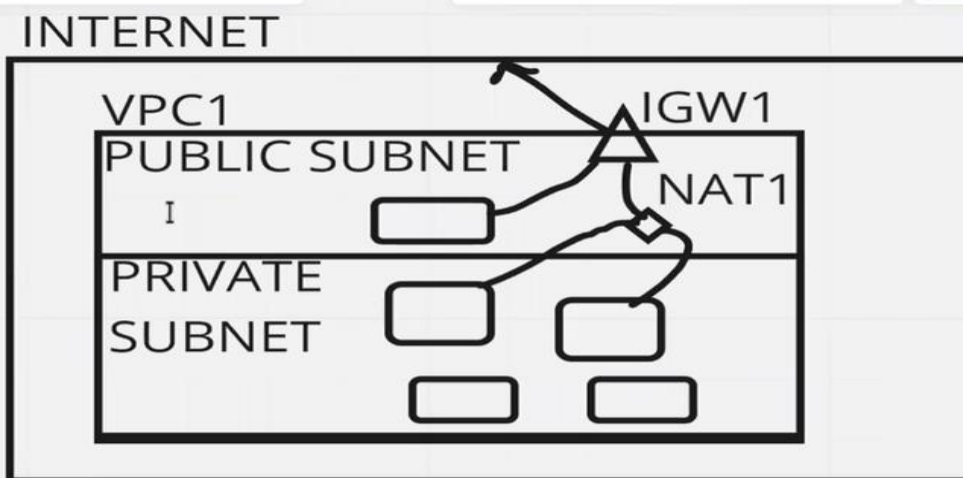 INTERNET
VPC1
IGW1
PUBLIC SUBNET
NAT1
PRIVATE
SUBNET